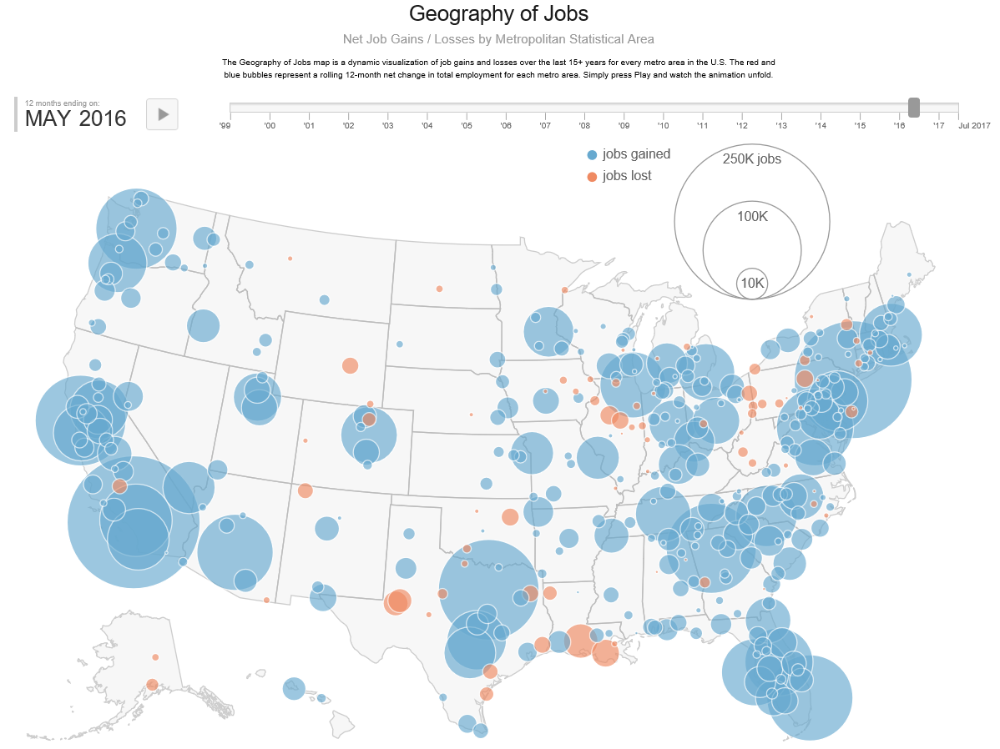 Geography of Jobs
Net Job Gains / Losses by Metropolitan Statistical Area
The Geography of Jobs map is a dynamic visualization of job gains and losses over the last 15+ years for every metro area in the U.S. The red and
blue bubbles represent a rolling 12-month net change in total employment for each metro area. Simply press Play and watch the animation unfold.
12 months ending on:
MAY 2016
'99 '00 '01 '02 '03 '04 '05 '06 '07 '08 '09 '10 '11 '12 '13 '14 '15 '16 '17 Jul 2017
jobs gained
jobs lost
250K jobs
100K
10K